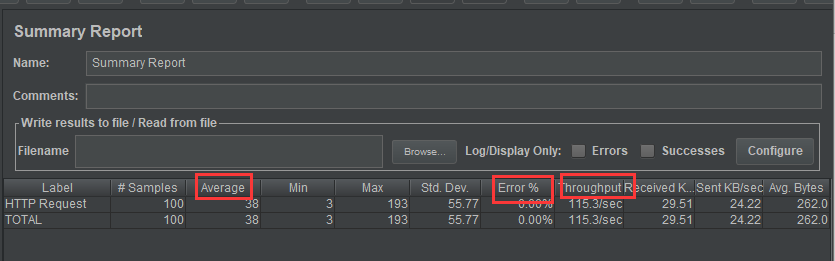 Summary Report
Name: Summary Report
Comments:
Write results to file / Read from file
Filename Browse... Log/Display Only: Errors Successes Configure
Label # Samples Average Min Max Std. Dev. Error % Throughput Received K... Sent KB/sec Avg. Bytes
HTTP Request 100 38 3 193 55.77 0.00% 115.3/sec 29.51 24.22 262.0
TOTAL 100 38 3 193 55.77 0.00% 115.3/sec 29.51 24.22 262.0